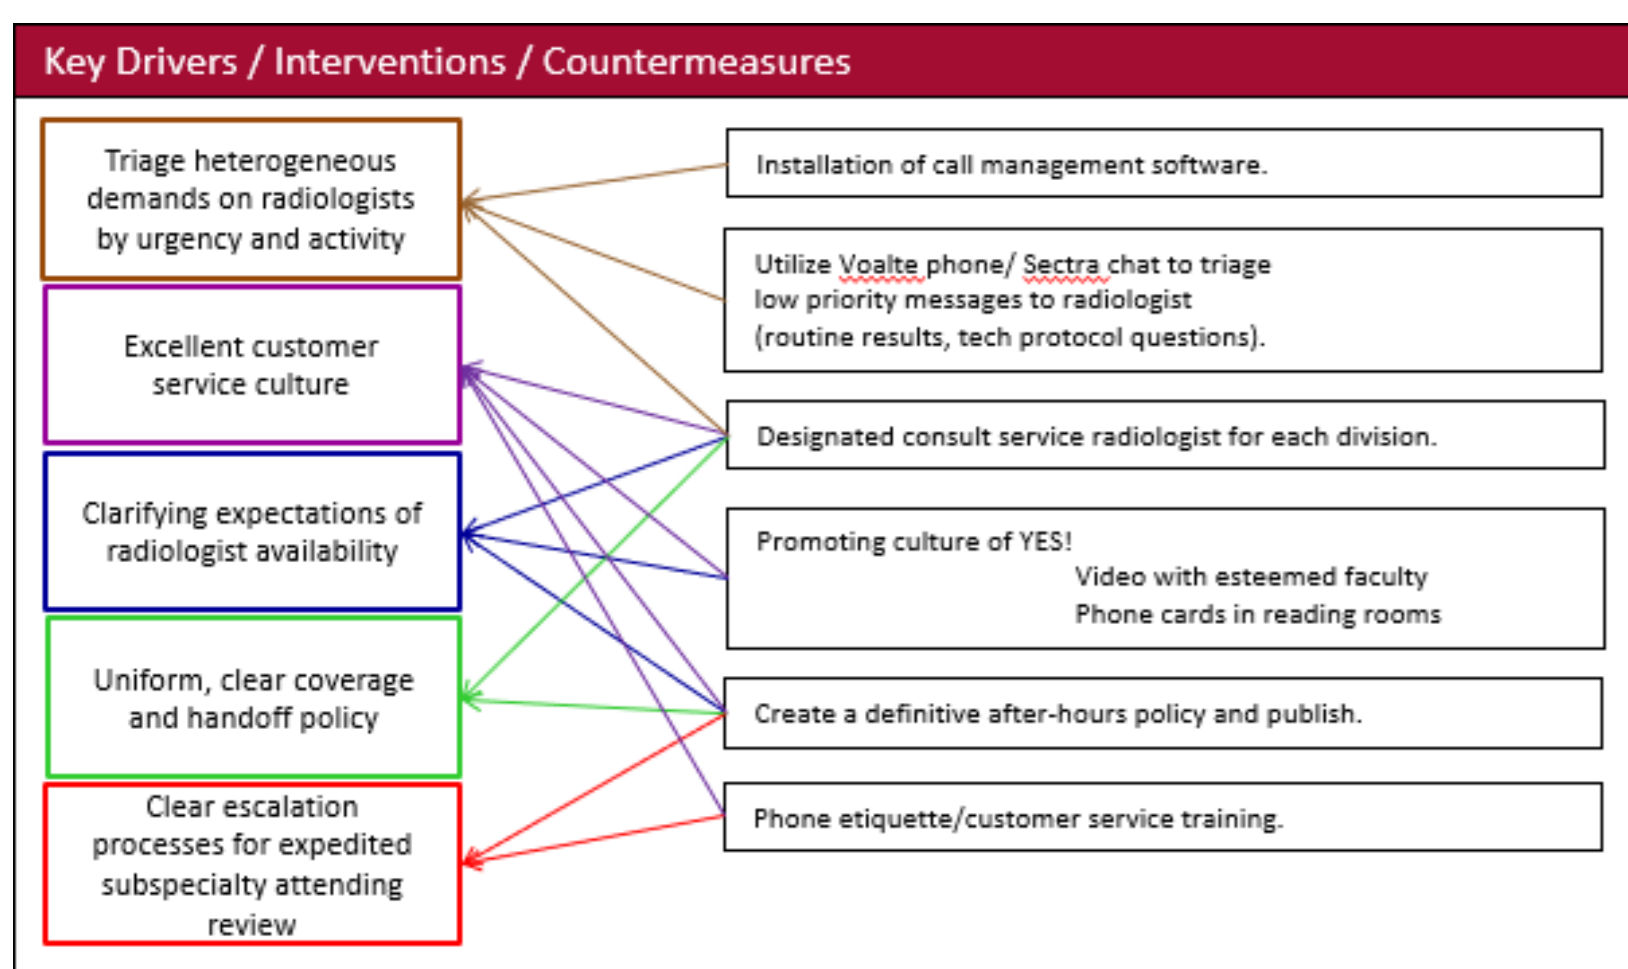 Key Drivers / Interventions / Countermeasures
Triage heterogeneous
demands on radiologists
by urgency and activity
Excellent customer
service culture
Clarifying expectations of
radiologist availability
Uniform, clear coverage
and handoff policy
Clear escalation
processes for expedited
subspecialty attending
review
Installation of call management software.
Utilize Voalte phone/ Sectra chat to triage
low priority messages to radiologist
(routine results, tech protocol questions).
Designated consult service radiologist for each division.
Promoting culture of YES!
Video with esteemed faculty
Phone cards in reading rooms
Create a definitive after-hours policy and publish.
Phone etiquette/customer service training.